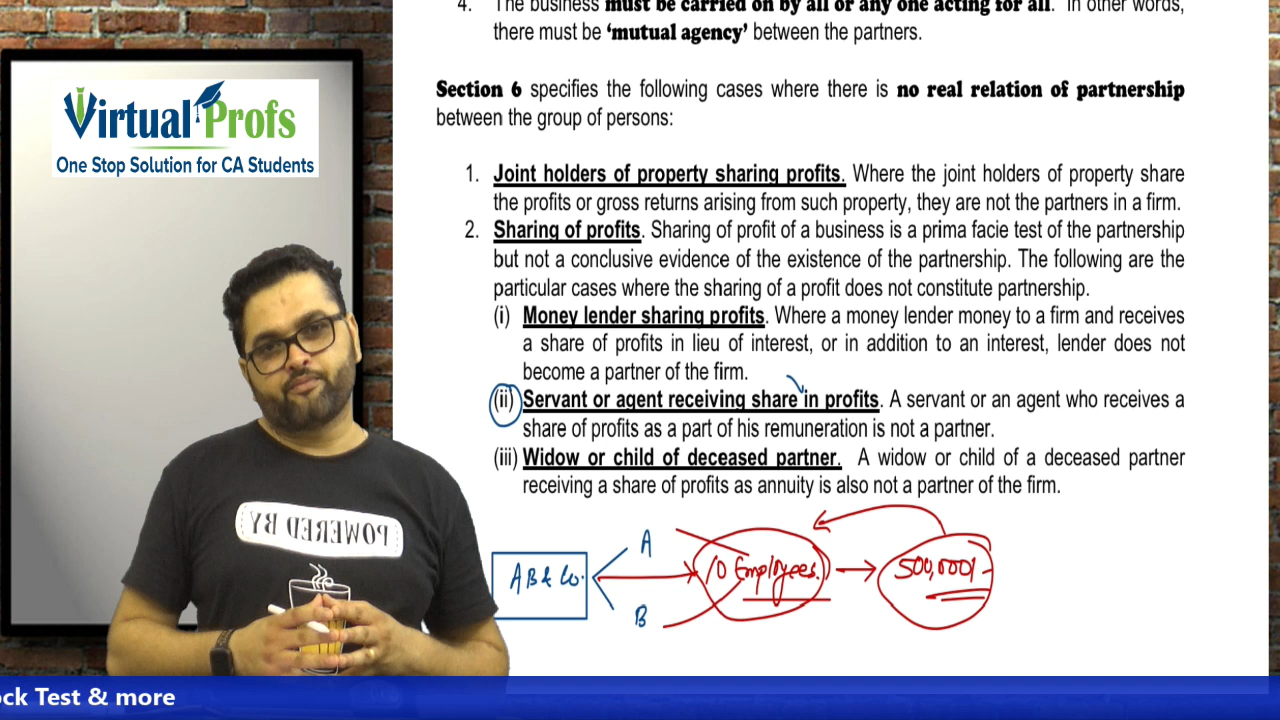 4. The business must be carried on by all or any one acting for all. In other words,
there must be ‘mutual agency’ between the partners.
Section 6 specifies the following cases where there is no real relation of partnership
between the group of persons:
1. Joint holders of property sharing profits. Where the joint holders of property share
the profits or gross returns arising from such property, they are not the partners in a firm.
2. Sharing of profits. Sharing of profit of a business is a prima facie test of the partnership
but not a conclusive evidence of the existence of the partnership. The following are the
particular cases where the sharing of a profit does not constitute partnership.
(i) Money lender sharing profits. Where a money lender money to a firm and receives
a share of profits in lieu of interest, or in addition to an interest, lender does not
become a partner of the firm.
(ii) Servant or agent receiving share in profits. A servant or an agent who receives a
share of profits as a part of his remuneration is not a partner.
(iii) Widow or child of deceased partner. A widow or child of a deceased partner
receiving a share of profits as annuity is also not a partner of the firm.
A
AB & Co.
10 Employees.
500,000/-
B
Virtual Profs
One Stop Solution for CA Students
POWERED BY
ock Test & more